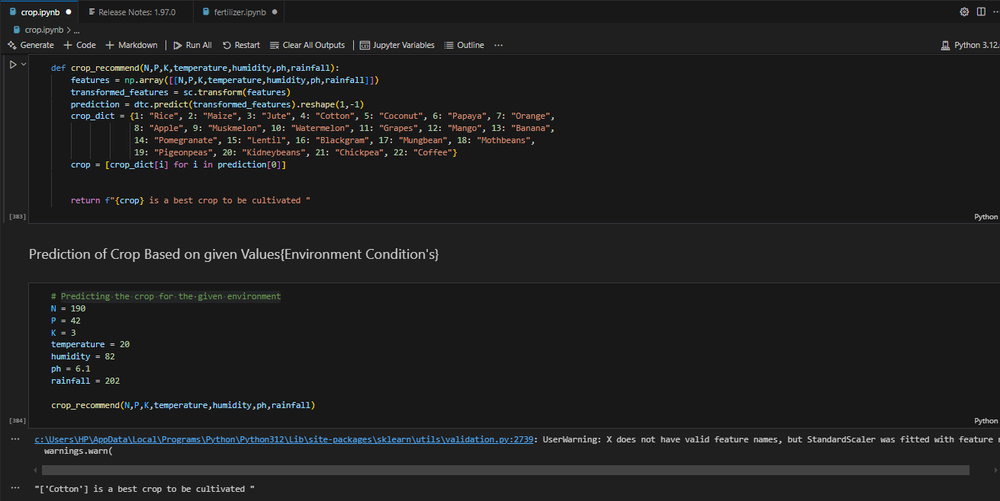 crop.ipynb
Release Notes: 1.97.0
fertilizer.ipynb
crop.ipynb > ...
Generate + Code + Markdown | Run All Restart Clear All Outputs | Jupyter Variables Outline ... Python 3.12.
def crop_recommend(N,P,K,temperature,humidity,ph,rainfall):
features = np.array([[N,P,K,temperature,humidity,ph,rainfall]])
transformed_features = sc.transform(features)
prediction = dtc.predict(transformed_features).reshape(1,-1)
crop_dict = {1: "Rice", 2: "Maize", 3: "Jute", 4: "Cotton", 5: "Coconut", 6: "Papaya", 7: "Orange",
8: "Apple", 9: "Muskmelon", 10: "Watermelon", 11: "Grapes", 12: "Mango", 13: "Banana",
14: "Pomegranate", 15: "Lentil", 16: "Blackgram", 17: "Mungbean", 18: "Mothbeans",
19: "Pigeonpeas", 20: "Kidneybeans", 21: "Chickpea", 22: "Coffee"}
crop = [crop_dict[i] for i in prediction[0]]
return f"{crop} is a best crop to be cultivated "
[383]
Python
Prediction of Crop Based on given Values{Environment Condition's}
# Predicting the crop for the given environment
N = 190
P = 42
K = 3
temperature = 20
humidity = 82
ph = 6.1
rainfall = 202
crop_recommend(N,P,K,temperature,humidity,ph,rainfall)
[384]
Python
... c:\Users\HP\AppData\Local\Programs\Python\Python312\Lib\site-packages\sklearn\utils\validation.py:2739: UserWarning: X does not have valid feature names, but StandardScaler was fitted with feature
warnings.warn(
... "['Cotton'] is a best crop to be cultivated "